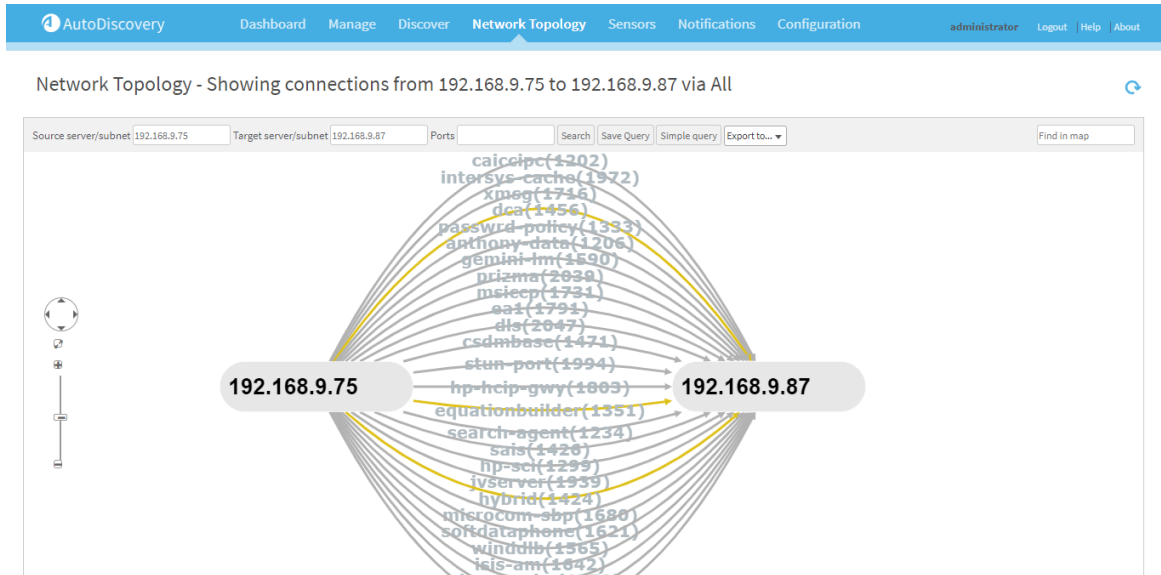 AutoDiscovery Dashboard Manage Discover Network Topology Sensors Notifications Configuration administrator Logout | Help | About
Network Topology - Showing connections from 192.168.9.75 to 192.168.9.87 via All
Source server/subnet 192.168.9.75 Target server/subnet 192.168.9.87 Ports Search Save Query Simple query Export to... Find in map
caiccipc(1202)
intersys-cache(1972)
xmsg(1716)
dca(1456)
passwrd-policy(1333)
anthony-data(1206)
gemini-lm(1590)
prizma(2039)
msiccp(1731)
ea1(1791)
dls(2047)
csdmbase(1471)
stun-port(1994)
192.168.9.75 hp-hcip-gwy(1803) 192.168.9.87
equationbuilder(1351)
search-agent(1234)
sais(1426)
hp-sci(1299)
jvserver(1939)
hybrid(1424)
microcom-sbp(1680)
softdataphone(1621)
winddlb(1565)
isis-am(1642)